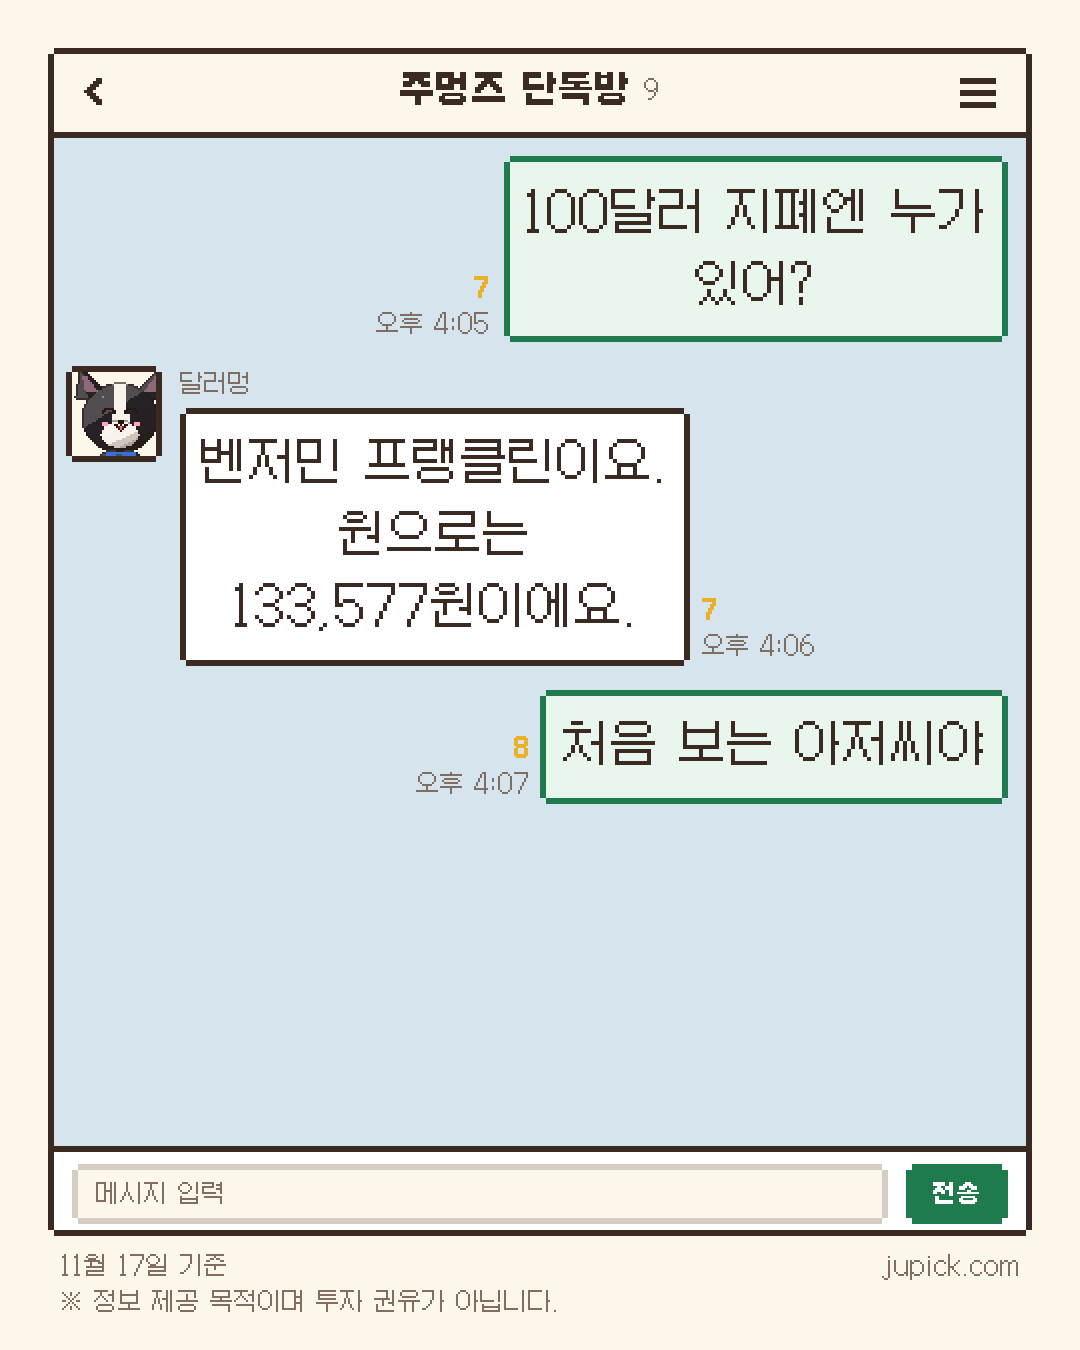 주멍즈 단독방 9
100달러 지폐엔 누가
있어?
7
오후 4:05
달러멍
벤저민 프랭클린이요.
원으로는
133,577원이에요.
7
오후 4:06
처음 보는 아저씨야
8
오후 4:07
메시지 입력
전송
11월 17일 기준
jupick.com
※ 정보 제공 목적이며 투자 권유가 아닙니다.